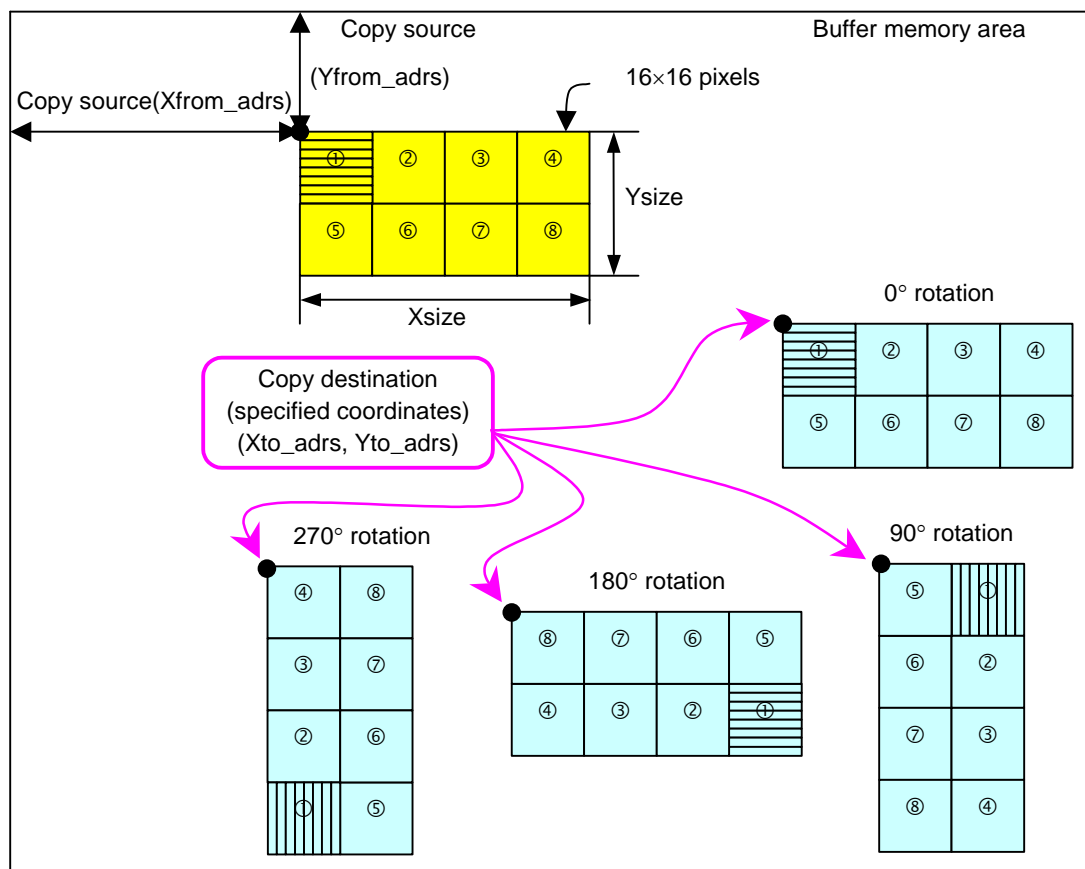 Copy source
(Yfrom_adrs)
Buffer memory area
16×16 pixels
Copy source(Xfrom_adrs)
① ② ③ ④
⑤ ⑥ ⑦ ⑧
Ysize
Xsize
0° rotation
① ② ③ ④
⑤ ⑥ ⑦ ⑧
Copy destination
(specified coordinates)
(Xto_adrs, Yto_adrs)
270° rotation
④ ⑧
③ ⑦
② ⑥
① ⑤
180° rotation
⑧ ⑦ ⑥ ⑤
④ ③ ② ①
90° rotation
⑤ ①
⑥ ②
⑦ ③
⑧ ④